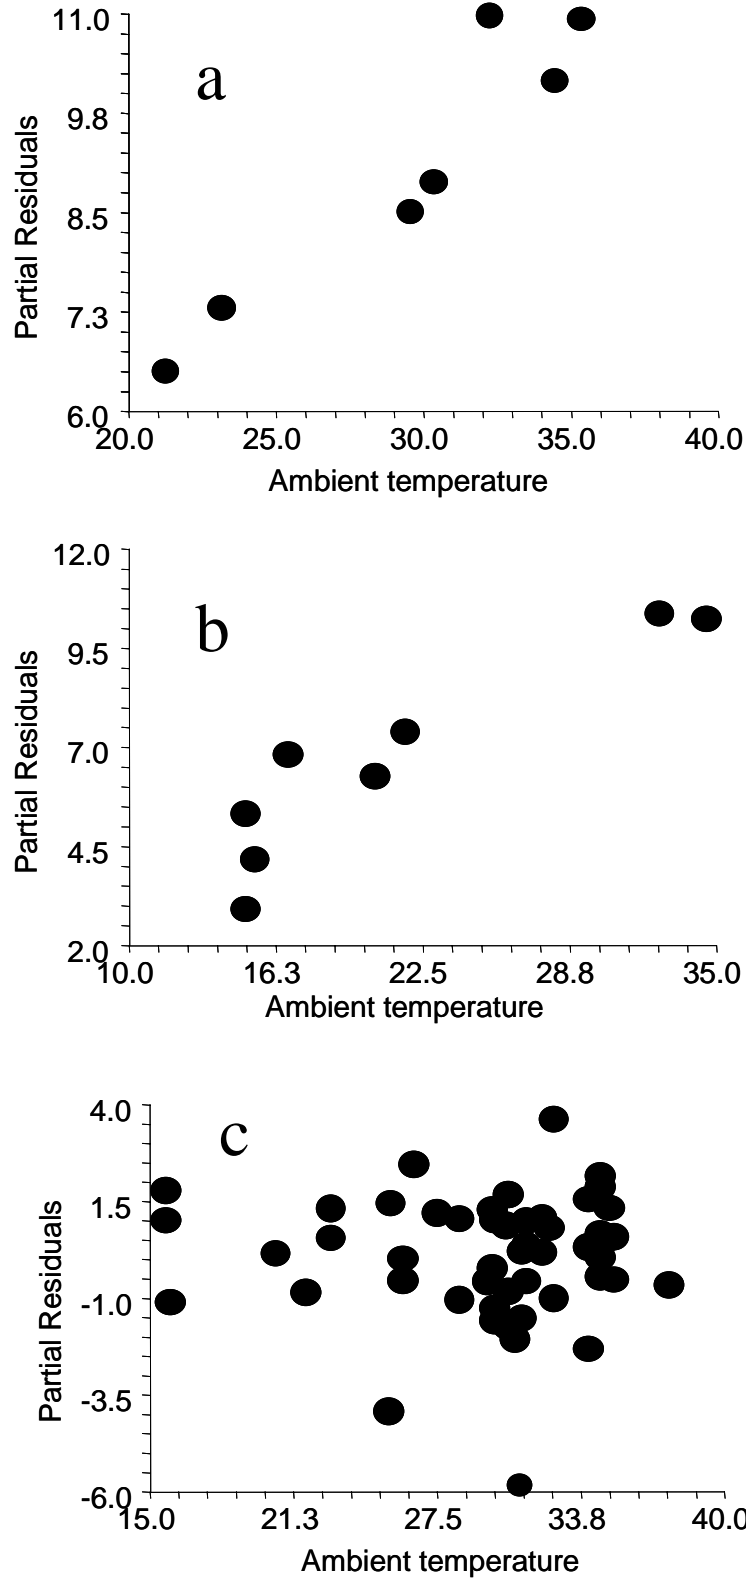 11.0
a
9.8
8.5
7.3
6.0
Partial Residuals
20.0 25.0 30.0 35.0 40.0
Ambient temperature
12.0
b
9.5
7.0
4.5
2.0
Partial Residuals
10.0 16.3 22.5 28.8 35.0
Ambient temperature
4.0
c
1.5
-1.0
-3.5
-6.0
Partial Residuals
15.0 21.3 27.5 33.8 40.0
Ambient temperature